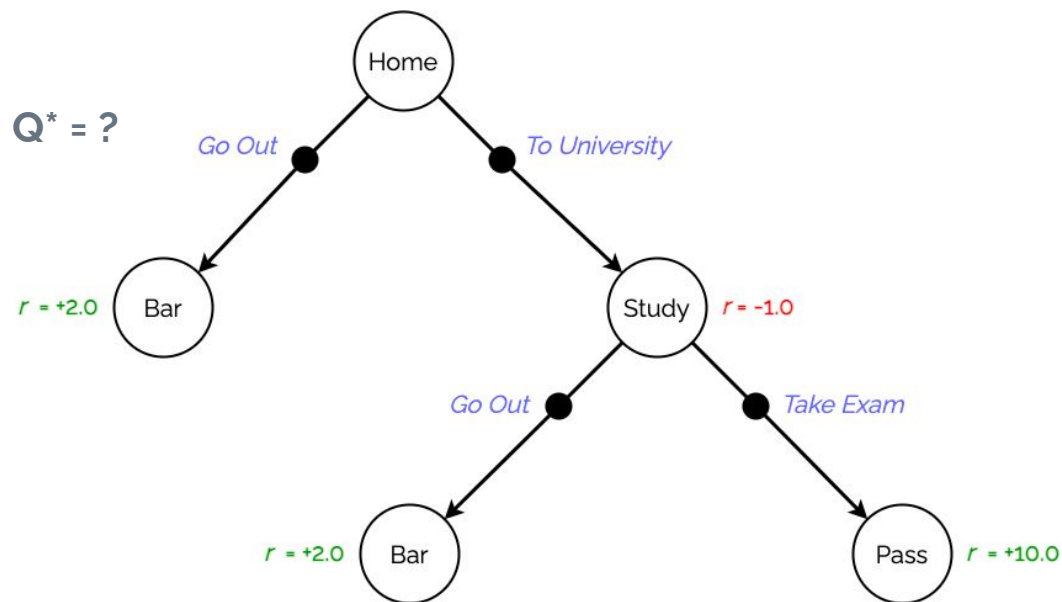 Home
Q* = ?
Go Out
To University
r = +2.0
Bar
Study
r = -1.0
Go Out
Take Exam
r = +2.0
Bar
Pass
r = +10.0